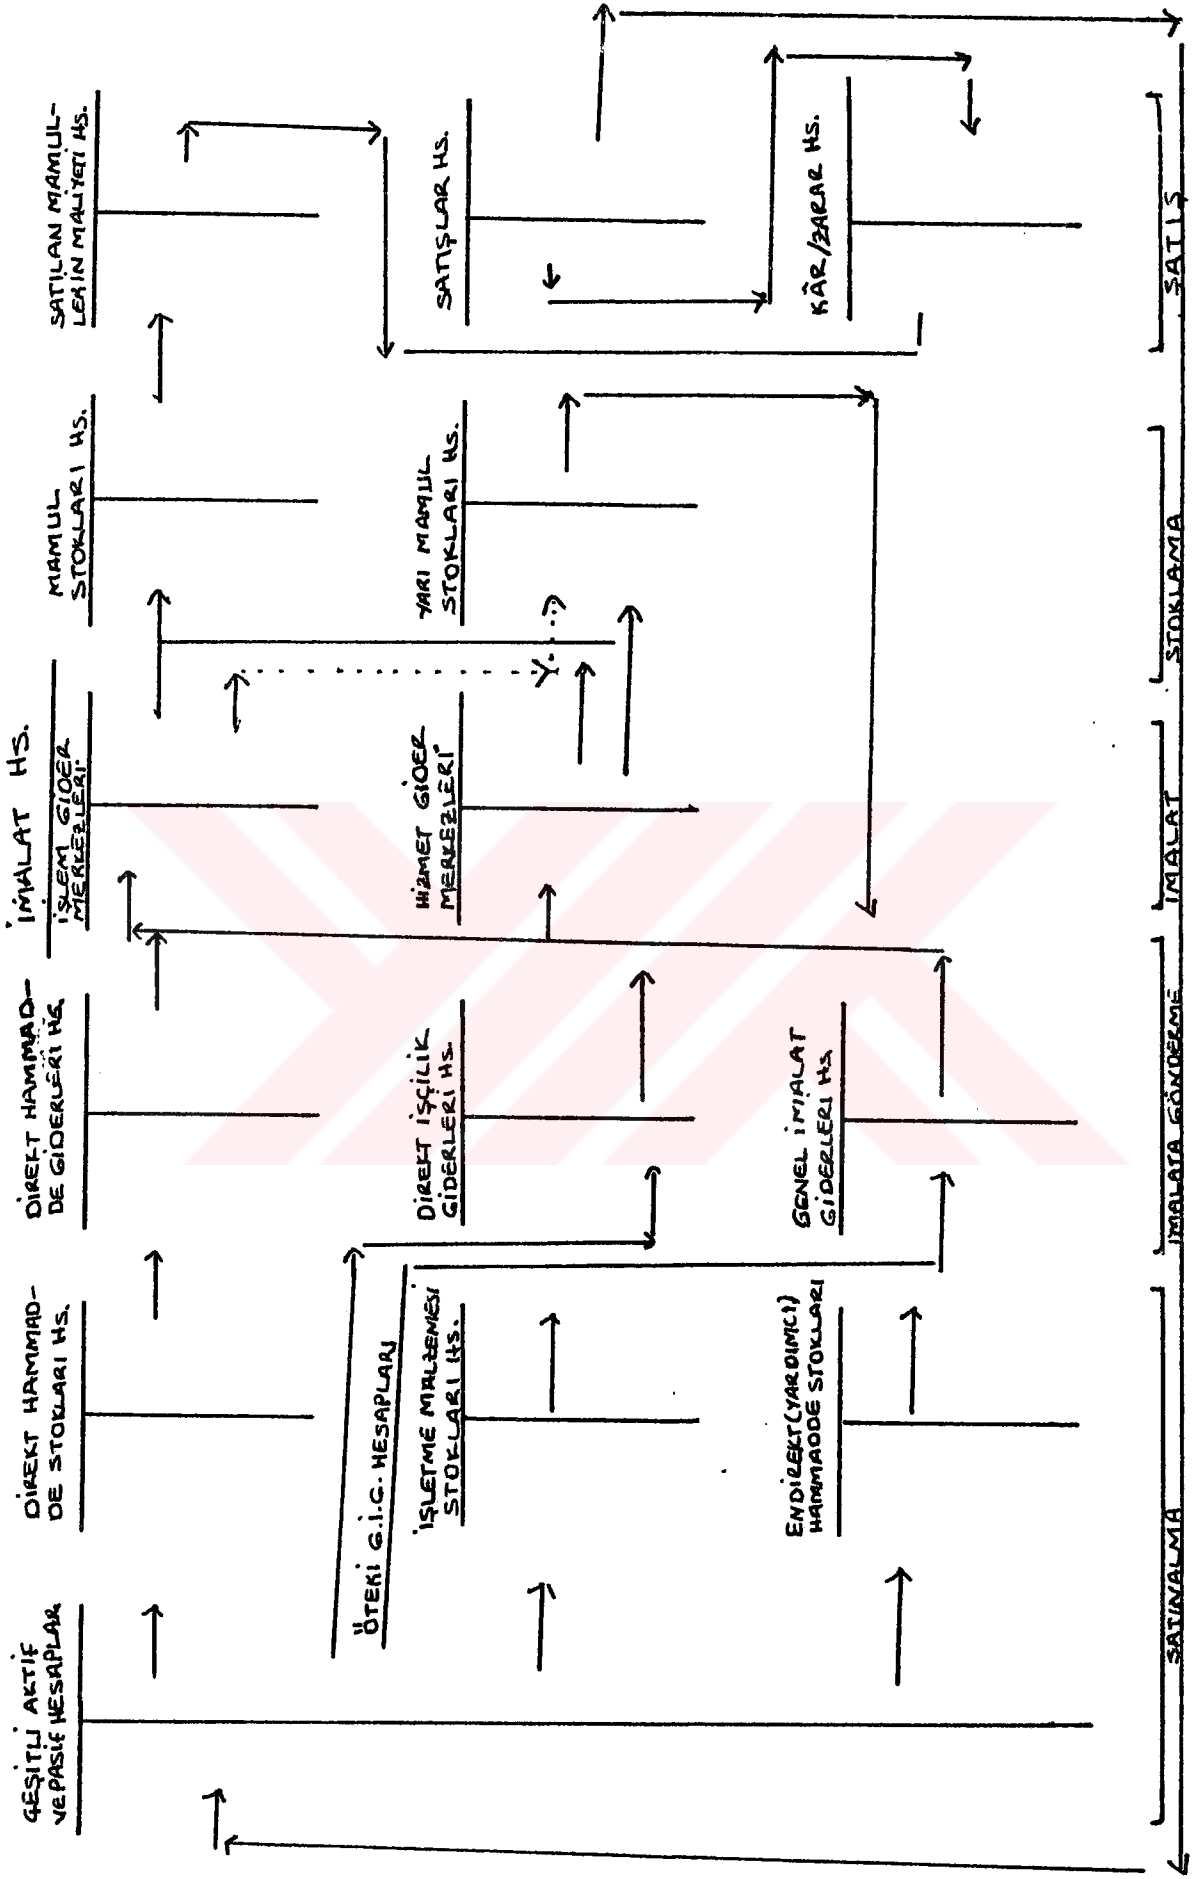 ÇEŞİTLİ AKTİF
VE PASİF HESAPLAR
DİREKT HAMMAD-
DE STOKLARI HS.
DİREKT HAMMAD-
DE GİDERLERİ HS.
İMALAT HS.
İŞLEM GİDER
MERKEZLERİ
MAMUL
STOKLARI HS.
SATILAN MAMUL-
LERİN MALİYETİ HS.
ÖTEKİ G.İ.G. HESAPLARI
İŞLETME MALZEMESİ
STOKLARI HS.
DİREKT İŞÇİLİK
GİDERLERİ HS.
HİZMET GİDER
MERKEZLERİ
YARI MAMUL
STOKLARI HS.
SATIŞLAR HS.
ENDİREKT (YARDIMCI)
HAMMADDE STOKLARI
GENEL İMALAT
GİDERLERİ HS.
KÂR/ZARAR HS.
SATINALMA
İMALATA GÖNDERME
İMALAT
STOKLAMA
SATIŞ